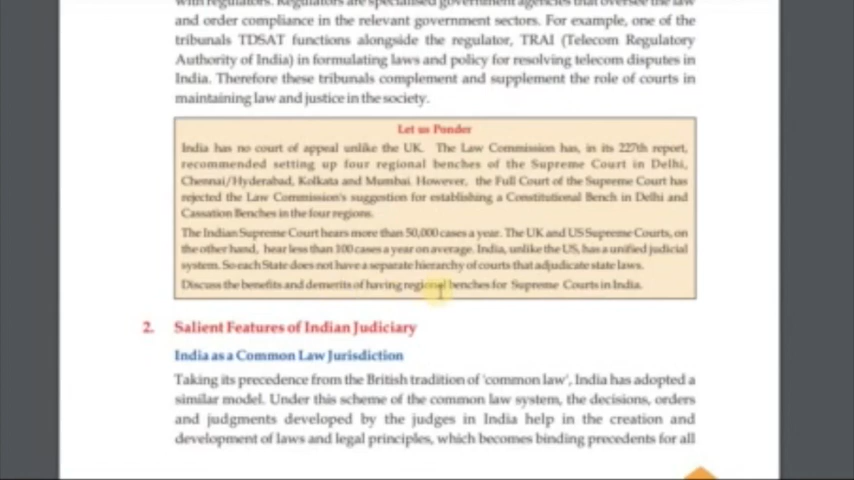 with regulators. Regulators are specialised government agencies that oversee the law
and order compliance in the relevant government sectors. For example, one of the
tribunals TDSAT functions alongside the regulator, TRAI (Telecom Regulatory
Authority of India) in formulating laws and policy for resolving telecom disputes in
India. Therefore these tribunals complement and supplement the role of courts in
maintaining law and justice in the society.
Let us Ponder
India has no court of appeal unlike the UK. The Law Commission has, in its 227th report,
recommended setting up four regional benches of the Supreme Court in Delhi,
Chennai/Hyderabad, Kolkata and Mumbai. However, the Full Court of the Supreme Court has
rejected the Law Commission's suggestion for establishing a Constitutional Bench in Delhi and
Cassation Benches in the four regions.
The Indian Supreme Court hears more than 50,000 cases a year. The UK and US Supreme Courts, on
the other hand, hear less than 100 cases a year on average. India, unlike the US, has a unified judicial
system. So each State does not have a separate hierarchy of courts that adjudicate state laws.
Discuss the benefits and demerits of having regional benches for Supreme Courts in India.
2. Salient Features of Indian Judiciary
India as a Common Law Jurisdiction
Taking its precedence from the British tradition of 'common law', India has adopted a
similar model. Under this scheme of the common law system, the decisions, orders
and judgments developed by the judges in India help in the creation and
development of laws and legal principles, which becomes binding precedents for all